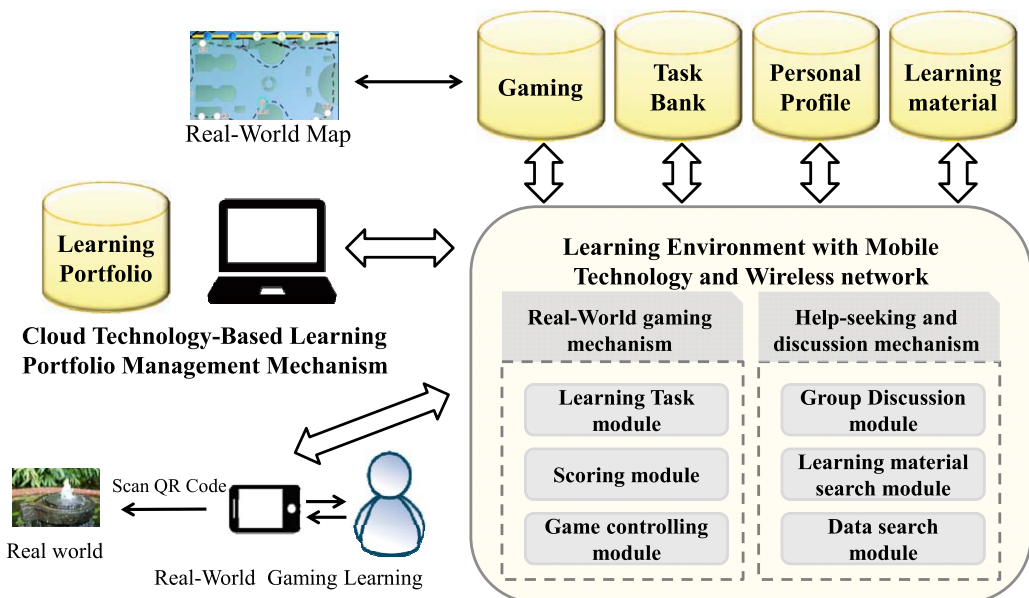 Gaming
Task
Bank
Personal
Profile
Learning
material
Real-World Map
Learning
Portfolio
Cloud Technology-Based Learning
Portfolio Management Mechanism
Learning Environment with Mobile
Technology and Wireless network
Real-World gaming
mechanism
Learning Task
module
Scoring module
Game controlling
module
Help-seeking and
discussion mechanism
Group Discussion
module
Learning material
search module
Data search
module
Scan QR Code
Real world
Real-World Gaming Learning